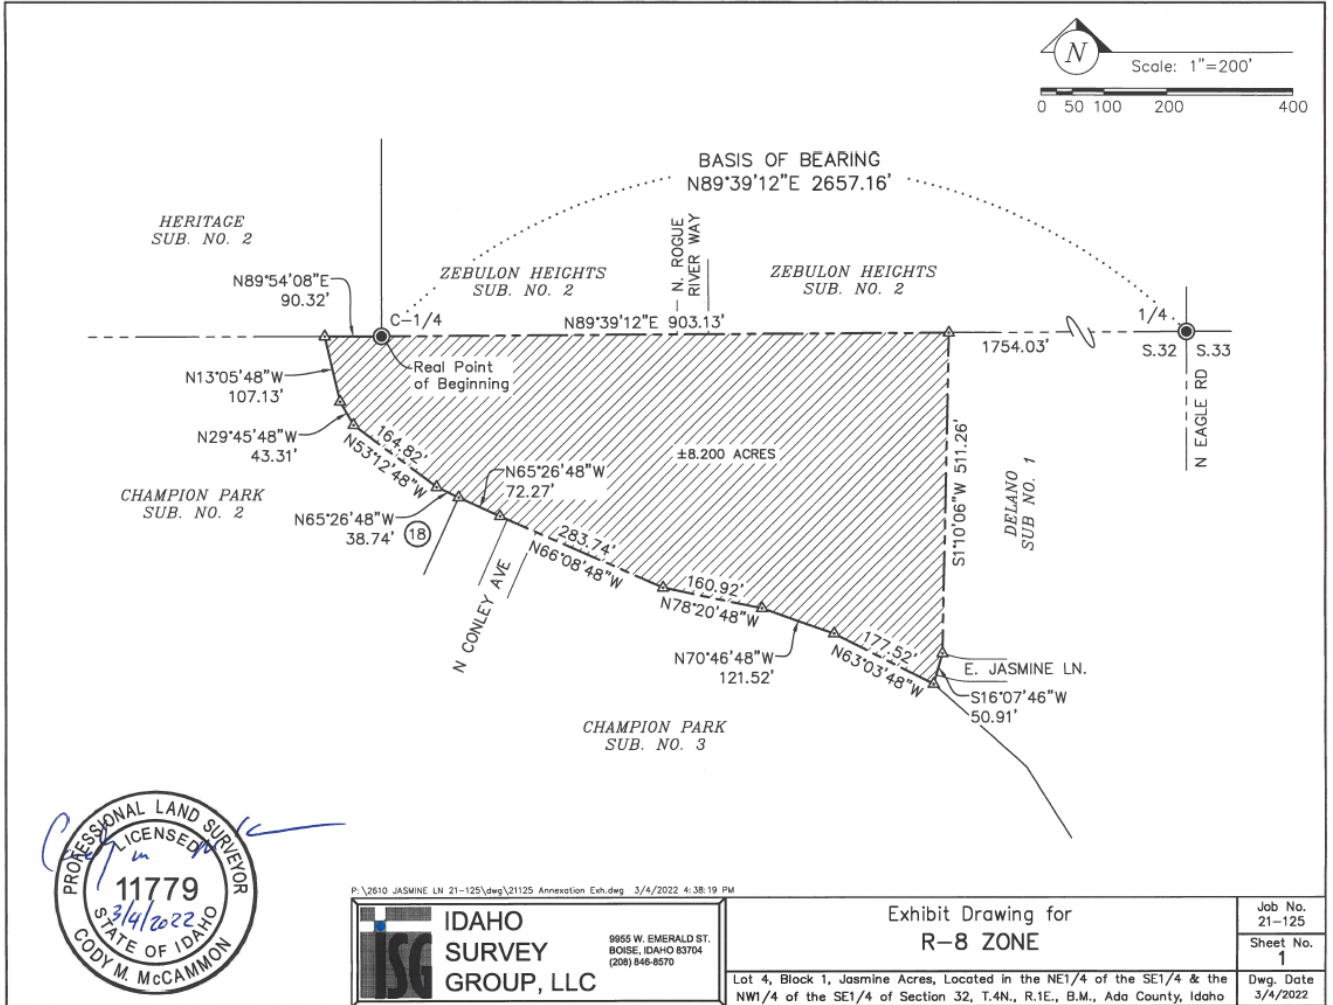 N
Scale: 1"=200'
0 50 100 200 400
BASIS OF BEARING
N89°39'12"E 2657.16'
HERITAGE
SUB. NO. 2
N89°54'08"E
90.32'
ZEBULON HEIGHTS
SUB. NO. 2
N. ROGUE
RIVER WAY
ZEBULON HEIGHTS
SUB. NO. 2
C-1/4
N89°39'12"E 903.13'
1754.03'
1/4
S.32
S.33
N EAGLE RD
Real Point
of Beginning
N13°05'48"W
107.13'
N29°45'48"W
43.31'
164.82'
N53°12'48"W
±8.200 ACRES
S1°10'06"W 511.26'
DELANO
SUB NO. 1
CHAMPION PARK
SUB. NO. 2
N65°26'48"W
72.27'
N65°26'48"W
38.74'
18
283.74'
N66°08'48"W
N CONLEY AVE
160.92'
N78°20'48"W
N70°46'48"W
121.52'
177.52'
N63°03'48"W
E. JASMINE LN.
S16°07'46"W
50.91'
CHAMPION PARK
SUB. NO. 3
PROFESSIONAL LAND SURVEYOR
LICENSED
11779
3/4/2022
STATE OF IDAHO
CODY M. McCAMMON
P:\2610 JASMINE LN 21-125\dwg\21125 Annexation Exh.dwg 3/4/2022 4:38:19 PM
ISG
IDAHO
SURVEY
GROUP, LLC
9955 W. EMERALD ST.
BOISE, IDAHO 83704
(208) 846-8570
Exhibit Drawing for
R-8 ZONE
Lot 4, Block 1, Jasmine Acres, Located in the NE1/4 of the SE1/4 & the
NW1/4 of the SE1/4 of Section 32, T.4N., R.1E., B.M., Ada County, Idaho
Job No.
21-125
Sheet No.
1
Dwg. Date
3/4/2022